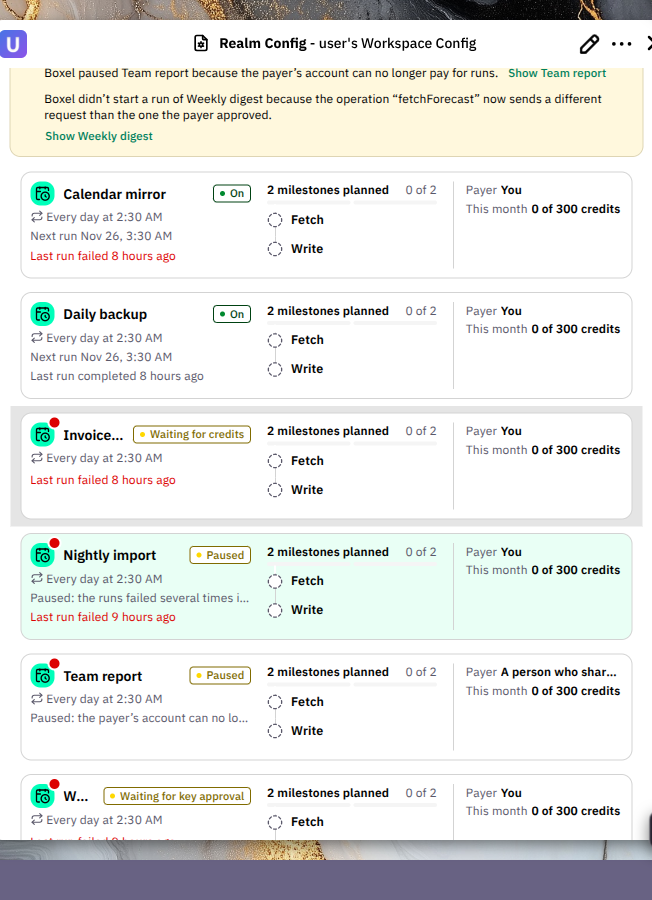 U
Realm Config - user's Workspace Config
Boxel paused Team report because the payer’s account can no longer pay for runs. Show Team report
Boxel didn’t start a run of Weekly digest because the operation “fetchForecast” now sends a different
request than the one the payer approved.
Show Weekly digest
Calendar mirror On
Every day at 2:30 AM
Next run Nov 26, 3:30 AM
Last run failed 8 hours ago
2 milestones planned 0 of 2
Fetch
Write
Payer You
This month 0 of 300 credits
Daily backup On
Every day at 2:30 AM
Next run Nov 26, 3:30 AM
Last run completed 8 hours ago
2 milestones planned 0 of 2
Fetch
Write
Payer You
This month 0 of 300 credits
Invoice... Waiting for credits
Every day at 2:30 AM
Last run failed 8 hours ago
2 milestones planned 0 of 2
Fetch
Write
Payer You
This month 0 of 300 credits
Nightly import Paused
Every day at 2:30 AM
Paused: the runs failed several times i...
Last run failed 9 hours ago
2 milestones planned 0 of 2
Fetch
Write
Payer You
This month 0 of 300 credits
Team report Paused
Every day at 2:30 AM
Paused: the payer’s account can no lo...
2 milestones planned 0 of 2
Fetch
Write
Payer A person who shar...
This month 0 of 300 credits
W... Waiting for key approval
Every day at 2:30 AM
2 milestones planned 0 of 2
Fetch
Payer You
This month 0 of 300 credits